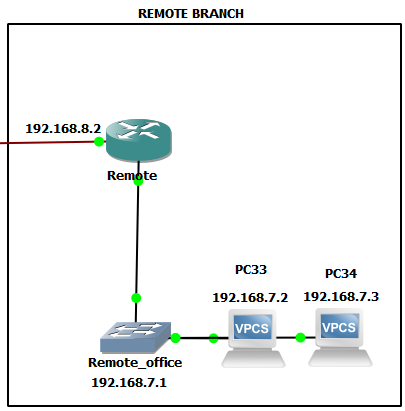 REMOTE BRANCH
192.168.8.2
Remote
PC33
PC34
192.168.7.2
192.168.7.3
VPCS
VPCS
Remote_office
192.168.7.1